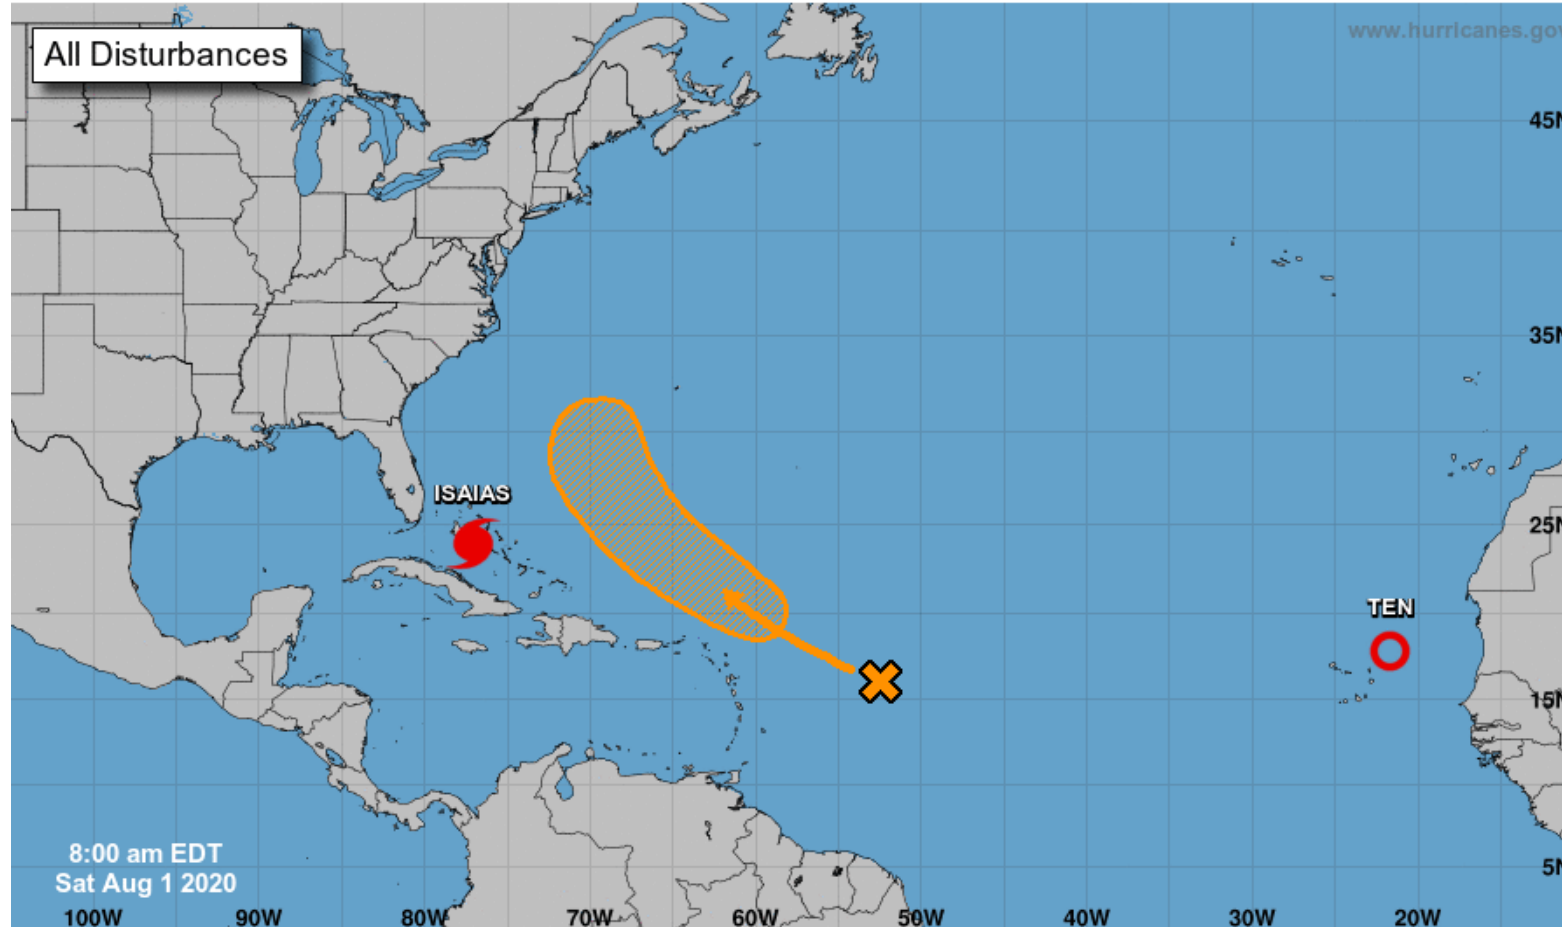 All Disturbances
www.hurricanes.gov
45N
35N
ISAIAS
25N
TEN
15N
8:00 am EDT
Sat Aug 1 2020
5N
100W 90W 80W 70W 60W 50W 40W 30W 20W